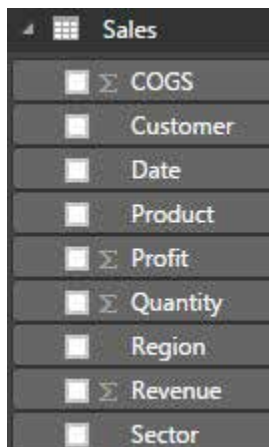 Sales
Σ COGS
Customer
Date
Product
Σ Profit
Σ Quantity
Region
Σ Revenue
Sector